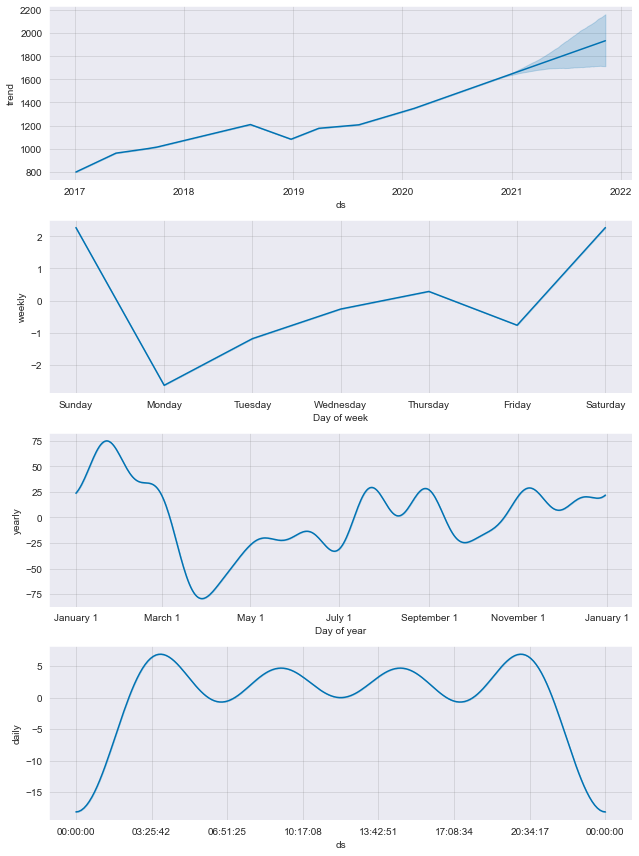 2200
2000
1800
1600
1400
1200
1000
800
trend
2017 2018 2019 2020 2021 2022
ds
2
1
0
−1
−2
weekly
Sunday Monday Tuesday Wednesday Thursday Friday Saturday
Day of week
75
50
25
0
−25
−50
−75
yearly
January 1 March 1 May 1 July 1 September 1 November 1 January 1
Day of year
5
0
−5
−10
−15
daily
00:00:00 03:25:42 06:51:25 10:17:08 13:42:51 17:08:34 20:34:17 00:00:00
ds